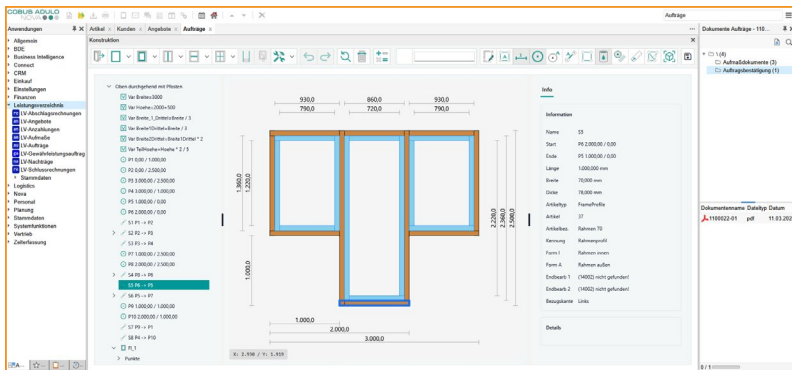 COBUS ADULO
NOVA
Aufträge
Anwendungen
Allgemein
BDE
Business Intelligence
Connect
CRM
Einkauf
Einstellungen
Finanzen
Leistungsverzeichnis
LV-Abschlagsrechnungen
LV-Angebote
LV-Anzahlungen
LV-Aufmaße
LV-Aufträge
LV-Gewährleistungsauftrag
LV-Nachträge
LV-Schlussrechnungen
Stammdaten
Logistics
Nova
Personal
Planung
Stammdaten
Systemfunktionen
Vertrieb
Zeiterfassung
Artikel x Kunden x Angebote x Aufträge x
Konstruktion
Oben durchgehend mit Pfosten
Var Breite=3000
Var Hoehe=2000+500
Var Breite_1_Drittel=Breite / 3
Var Breite1Drittel=Breite / 3
Var Breite2Drittel=Breite1Drittel * 2
P1 0,00 / 1.000,00
P2 0,00 / 2.500,00
P3 3.000,00 / 2.500,00
P4 3.000,00 / 1.000,00
P5 1.000,00 / 0,00
P6 2.000,00 / 0,00
S1 P1 -> P2
S2 P2 -> P3
S3 P3 -> P4
P7 1.000,00 / 2.500,00
P8 2.000,00 / 2.500,00
S4 P8 -> P6
S5 P6 -> P5
S6 P5 -> P7
P9 1.000,00 / 1.000,00
P10 2.000,00 / 1.000,00
S7 P9 -> P1
S8 P4 -> P10
Fl_1
Punkte
930,0 860,0 930,0
790,0 720,0 790,0
1.360,0
1.220,0
1.000,0
2.220,0
2.360,0
2.500,0
1.000,0
2.000,0
3.000,0
X: 2.938 / Y: 1.919
Info
Information
Name S5
Start P6 2.000,00 / 0,00
Ende P5 1.000,00 / 0,00
Länge 1.000,000 mm
Breite 70,000 mm
Dicke 78,000 mm
Artikeltyp FrameProfile
Artikel 37
Artikelbez. Rahmen 70
Kennung Rahmenprofil
Form I Rahmen innen
Form A Rahmen außen
Endbearb 1 (14002) nicht gefunden!
Endbearb 2 (14002) nicht gefunden!
Bezugskante Links
Details
Dokumente Aufträge - 1100...
\ (4)
Aufmaßdokumente (3)
Auftragsbestätigung (1)
Dokumentenname Dateityp Datum
1100022-01 pdf 11.03.202
0 / 1